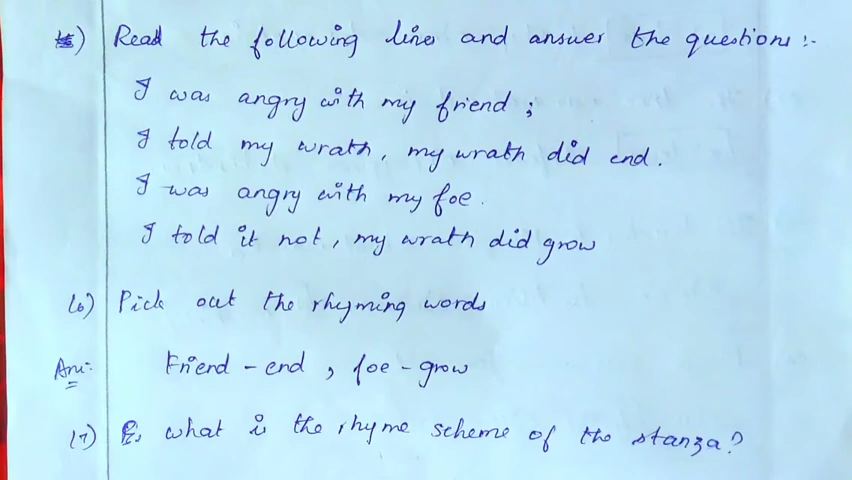 Read the following lines and answer the questions :-
I was angry with my friend;
I told my wrath, my wrath did end.
I was angry with my foe.
I told it not, my wrath did grow
16) Pick out the rhyming words
Ans:- Friend - end, foe - grow
17) what is the rhyme scheme of the stanza?